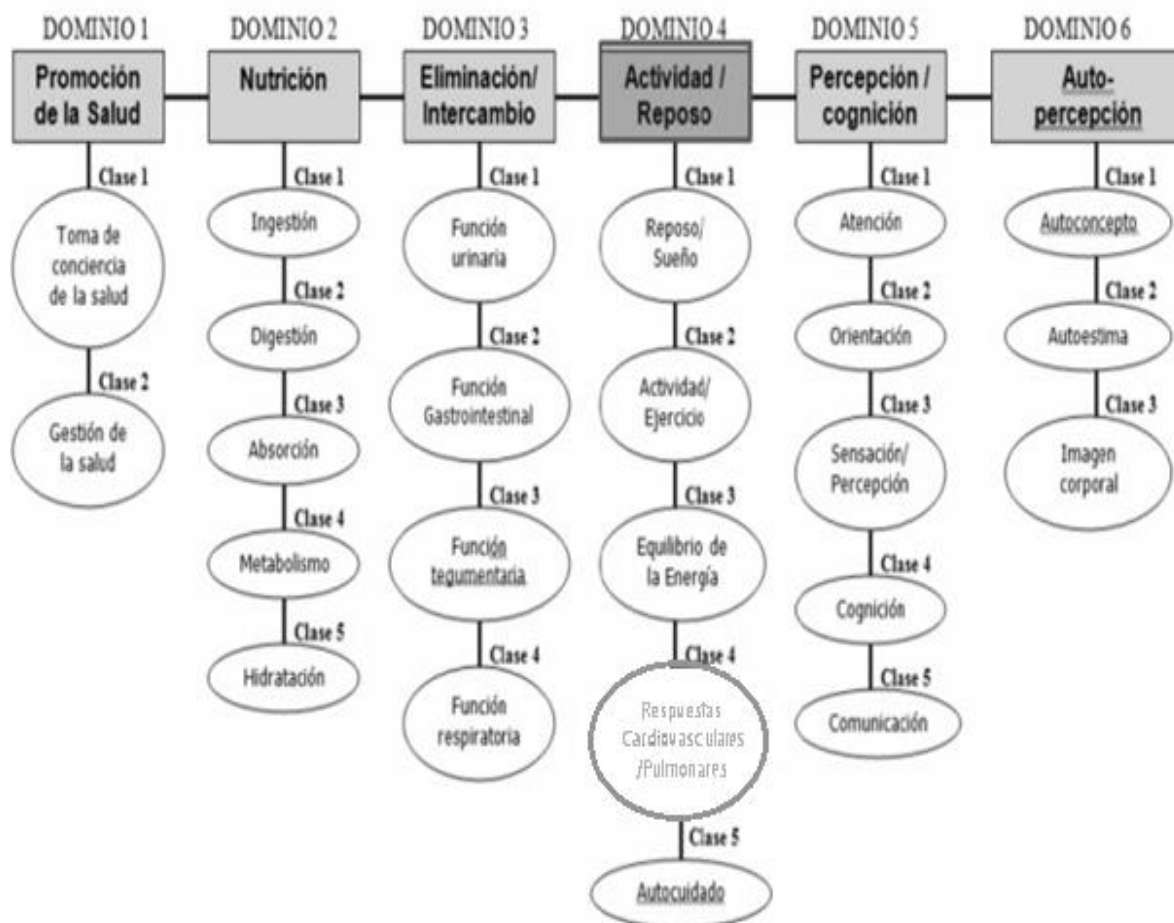 DOMINIO 1
Promoción
de la Salud
Clase 1
Toma de
conciencia
de la salud
Clase 2
Gestión de
la salud
DOMINIO 2
Nutrición
Clase 1
Ingestión
Clase 2
Digestión
Clase 3
Absorción
Clase 4
Metabolismo
Clase 5
Hidratación
DOMINIO 3
Eliminación/
Intercambio
Clase 1
Función
urinaria
Clase 2
Función
Gastrointestinal
Clase 3
Función
tegumentaria
Clase 4
Función
respiratoria
DOMINIO 4
Actividad /
Reposo
Clase 1
Reposo/
Sueño
Clase 2
Actividad/
Ejercicio
Clase 3
Equilibrio de
la Energía
Clase 4
Respuestas
Cardiovasculares
/Pulmonares
Clase 5
Autocuidado
DOMINIO 5
Percepción /
cognición
Clase 1
Atención
Clase 2
Orientación
Clase 3
Sensación/
Percepción
Clase 4
Cognición
Clase 5
Comunicación
DOMINIO 6
Auto-
percepción
Clase 1
Autoconcepto
Clase 2
Autoestima
Clase 3
Imagen
corporal